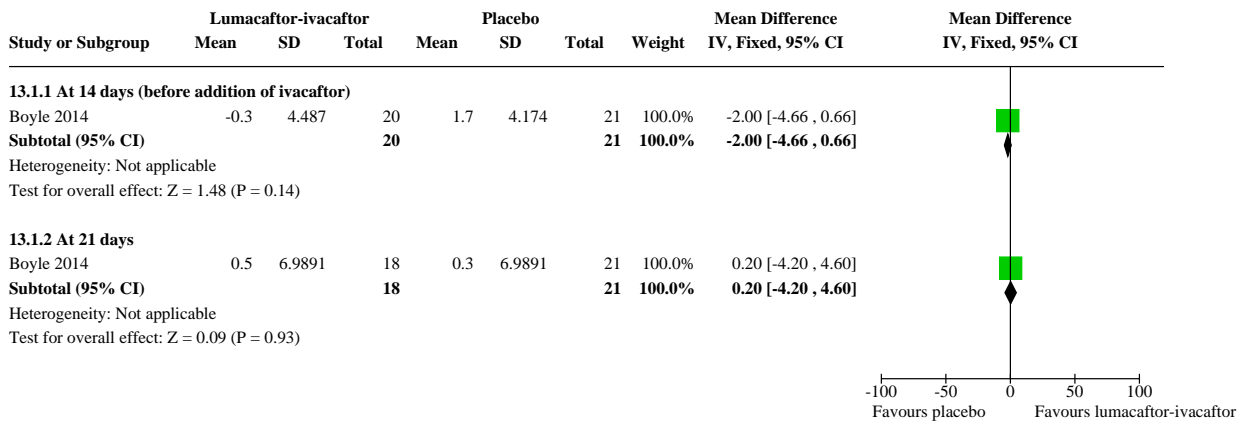 Lumacaftor-ivacaftor Placebo Mean Difference Mean Difference
Study or Subgroup Mean SD Total Mean SD Total Weight IV, Fixed, 95% CI IV, Fixed, 95% CI
13.1.1 At 14 days (before addition of ivacaftor)
Boyle 2014 -0.3 4.487 20 1.7 4.174 21 100.0% -2.00 [-4.66 , 0.66]
Subtotal (95% CI) 20 21 100.0% -2.00 [-4.66 , 0.66]
Heterogeneity: Not applicable
Test for overall effect: Z = 1.48 (P = 0.14)
13.1.2 At 21 days
Boyle 2014 0.5 6.9891 18 0.3 6.9891 21 100.0% 0.20 [-4.20 , 4.60]
Subtotal (95% CI) 18 21 100.0% 0.20 [-4.20 , 4.60]
Heterogeneity: Not applicable
Test for overall effect: Z = 0.09 (P = 0.93)
-100 -50 0 50 100
Favours placebo Favours lumacaftor-ivacaftor